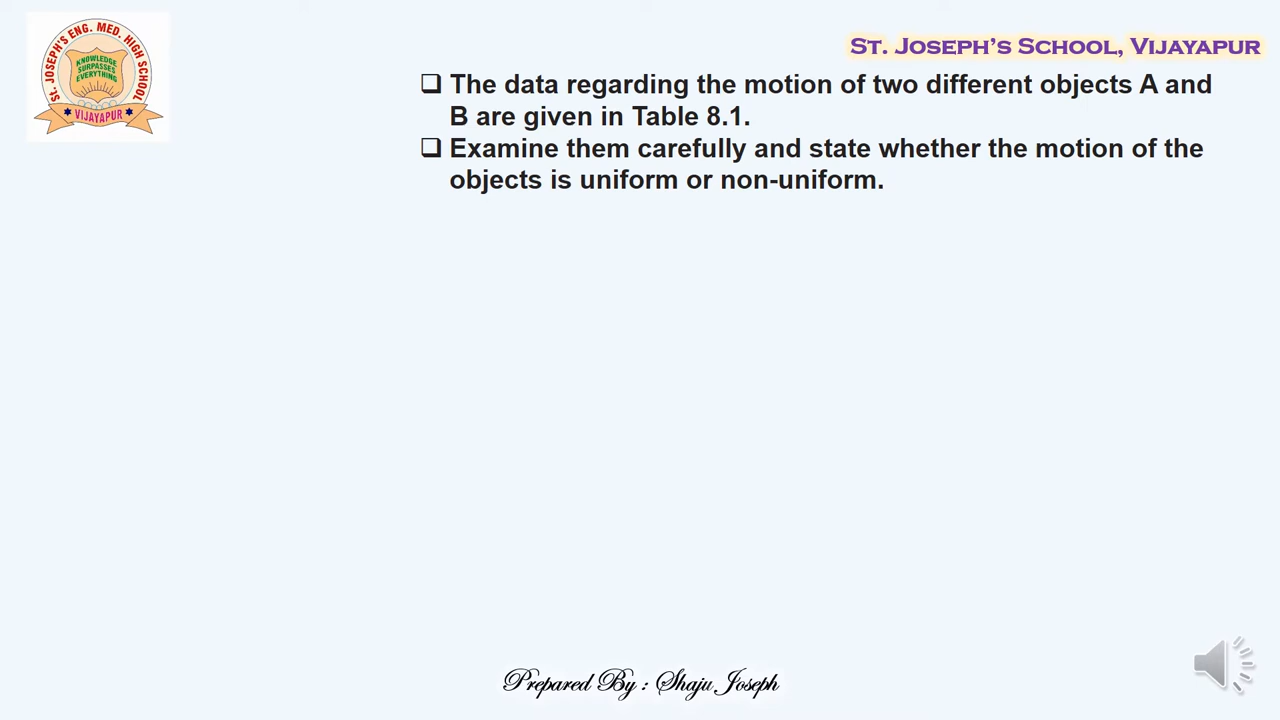 ST. JOSEPH'S ENG. MED. HIGH SCHOOL
KNOWLEDGE
SURPASSES
EVERYTHING
VIJAYAPUR
ST. JOSEPH’S SCHOOL, VIJAYAPUR
❑ The data regarding the motion of two different objects A and
B are given in Table 8.1.
❑ Examine them carefully and state whether the motion of the
objects is uniform or non-uniform.
Prepared By : Shaju Joseph